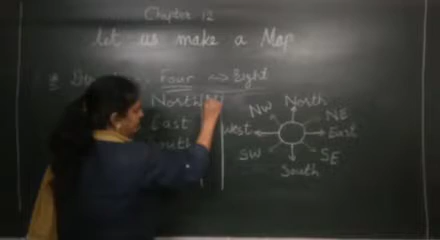 Chapter 12
Let us make a Map
Four ⇔ Eight
North
East
North
NW NE
West East
SW SE
South